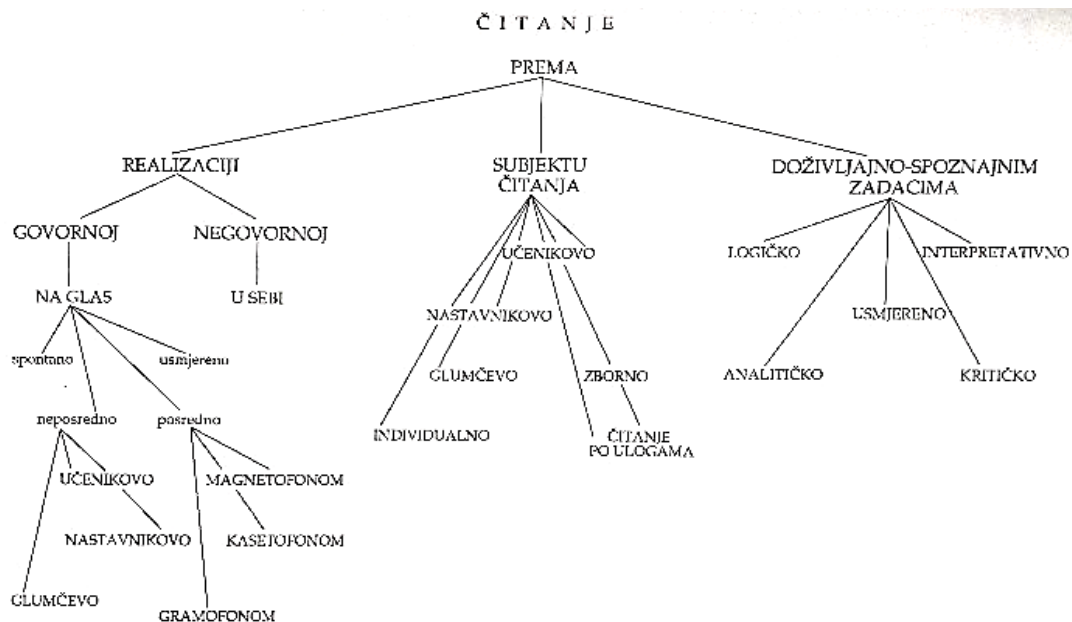 ČITANJE
PREMA
REALIZACIJI
SUBJEKTU
ČITANJA
DOŽIVLJAJNO-SPOZNAJNIM
ZADACIMA
GOVORNOJ
NEGOVORNOJ
UČENIKOVO
LOGIČKO
INTERPRETATIVNO
NA GLAS
U SEBI
NASTAVNIKOVO
USMJERENO
spontano
usmjereno
GLUMČEVO
ZBORNO
ANALITIČKO
KRITIČKO
neposredno
posredno
INDIVIDUALNO
ČITANJE
PO ULOGAMA
UČENIKOVO
MAGNETOFONOM
NASTAVNIKOVO
KASETOFONOM
GLUMČEVO
GRAMOFONOM